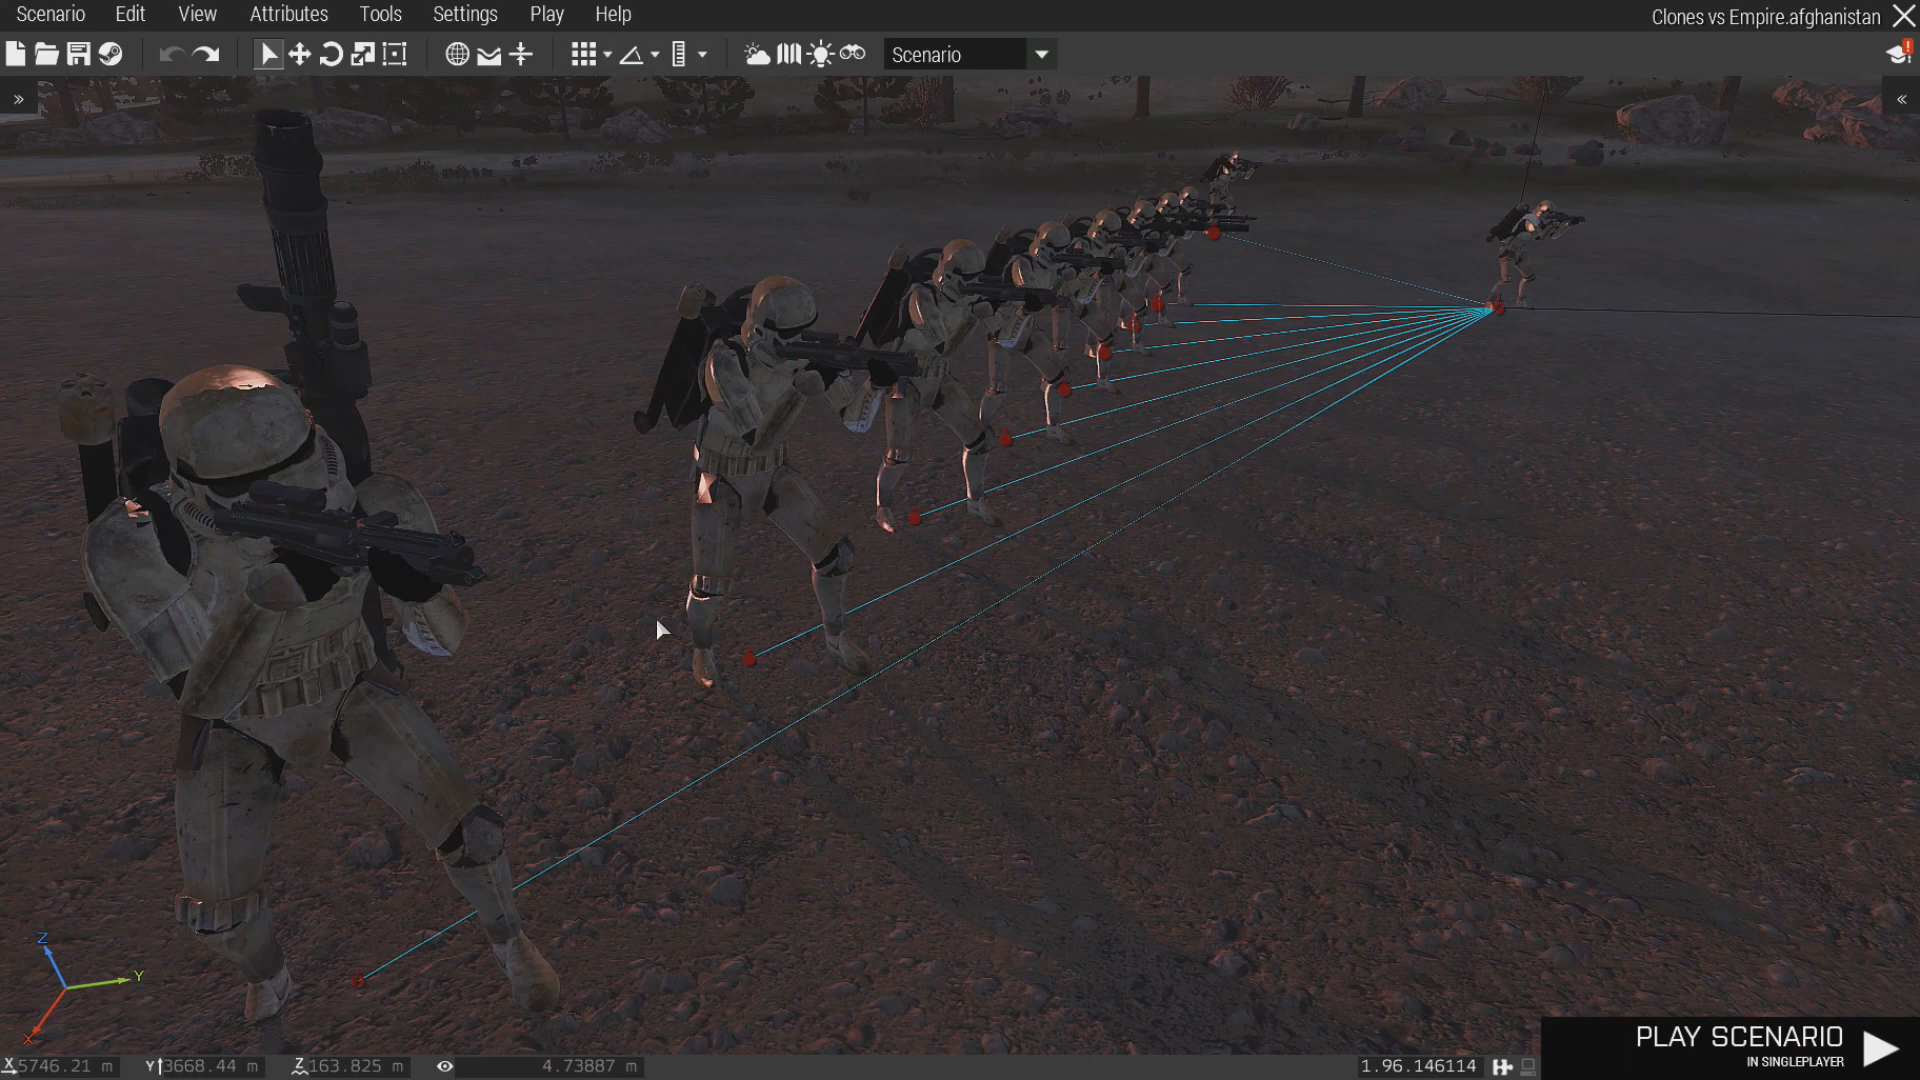 Scenario Edit View Attributes Tools Settings Play Help
Clones vs Empire.afghanistan
Scenario
Z
Y
X
PLAY SCENARIO
IN SINGLEPLAYER
X 5746.21 m Y 3668.44 m Z 163.825 m 4.73887 m 1.96.146114